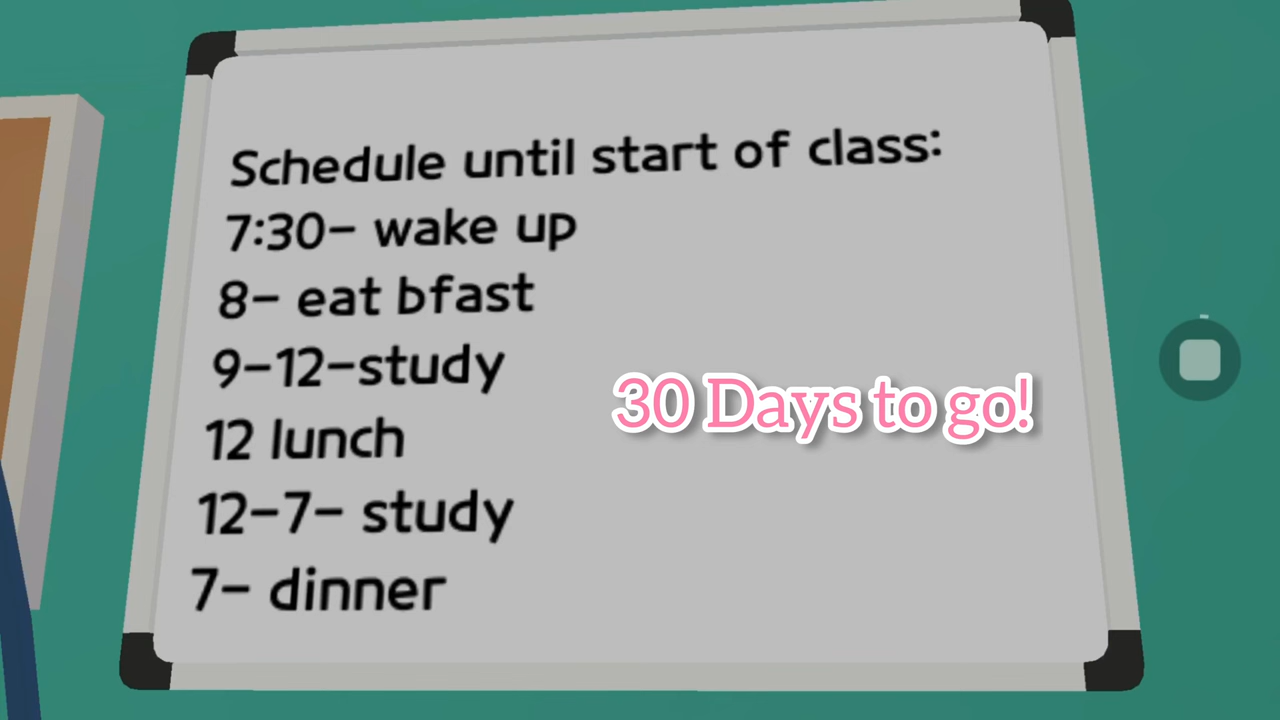 Schedule until start of class:
7:30- wake up
8- eat bfast
9-12-study
12 lunch
12-7- study
7- dinner
30 Days to go!